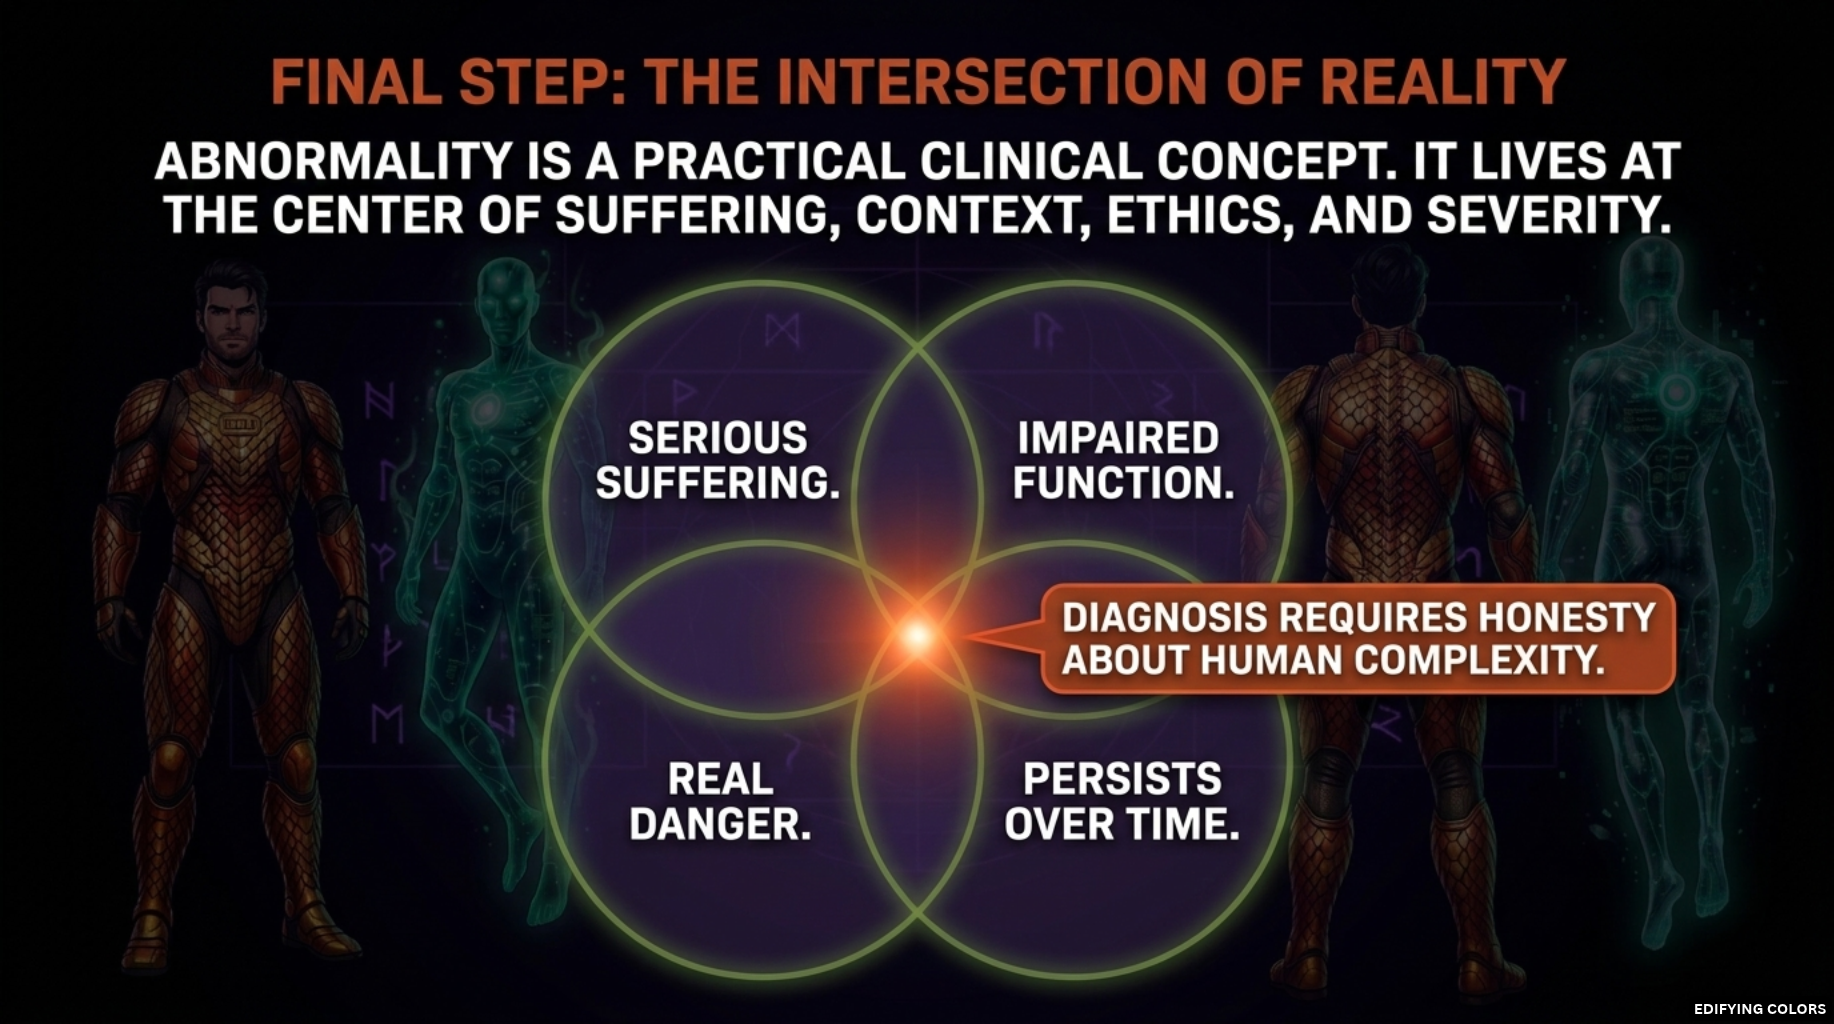 FINAL STEP: THE INTERSECTION OF REALITY
ABNORMALITY IS A PRACTICAL CLINICAL CONCEPT. IT LIVES AT
THE CENTER OF SUFFERING, CONTEXT, ETHICS, AND SEVERITY.
SERIOUS
SUFFERING.
IMPAIRED
FUNCTION.
DIAGNOSIS REQUIRES HONESTY
ABOUT HUMAN COMPLEXITY.
REAL
DANGER.
PERSISTS
OVER TIME.
EDIFYING COLORS